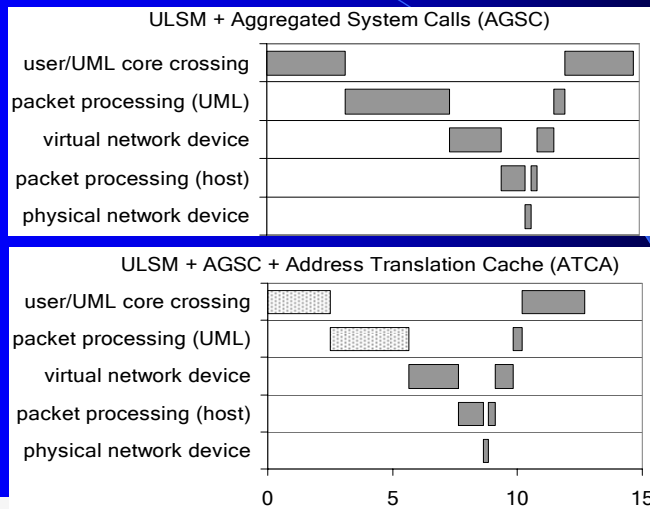 ULSM + Aggregated System Calls (AGSC)
user/UML core crossing
packet processing (UML)
virtual network device
packet processing (host)
physical network device
ULSM + AGSC + Address Translation Cache (ATCA)
user/UML core crossing
packet processing (UML)
virtual network device
packet processing (host)
physical network device
0 5 10 15